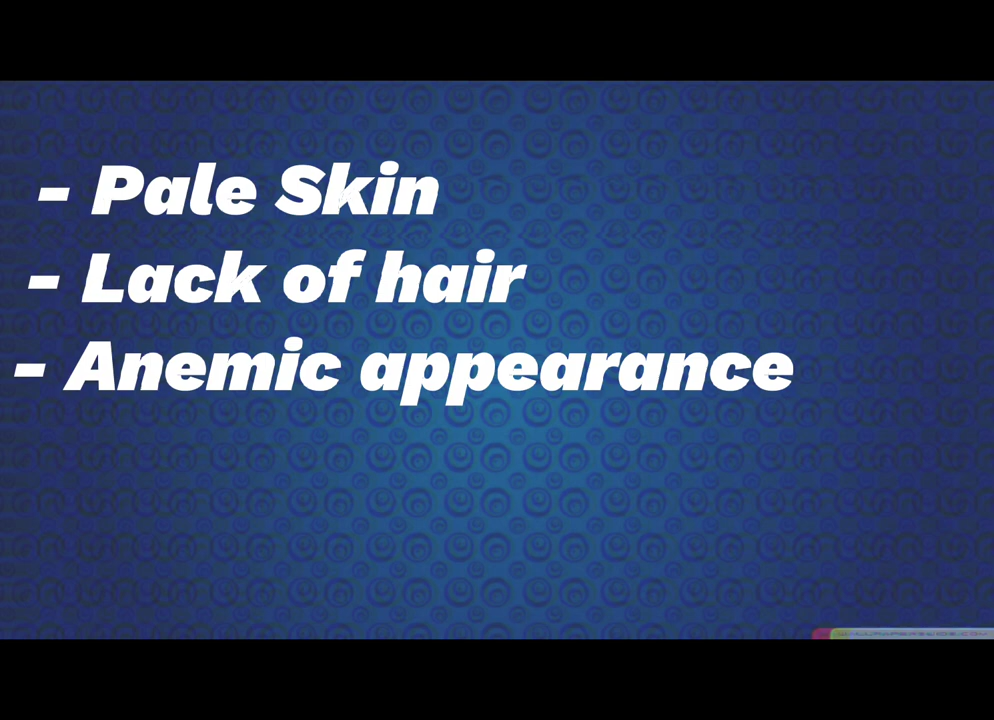 - Pale Skin
- Lack of hair
- Anemic appearance